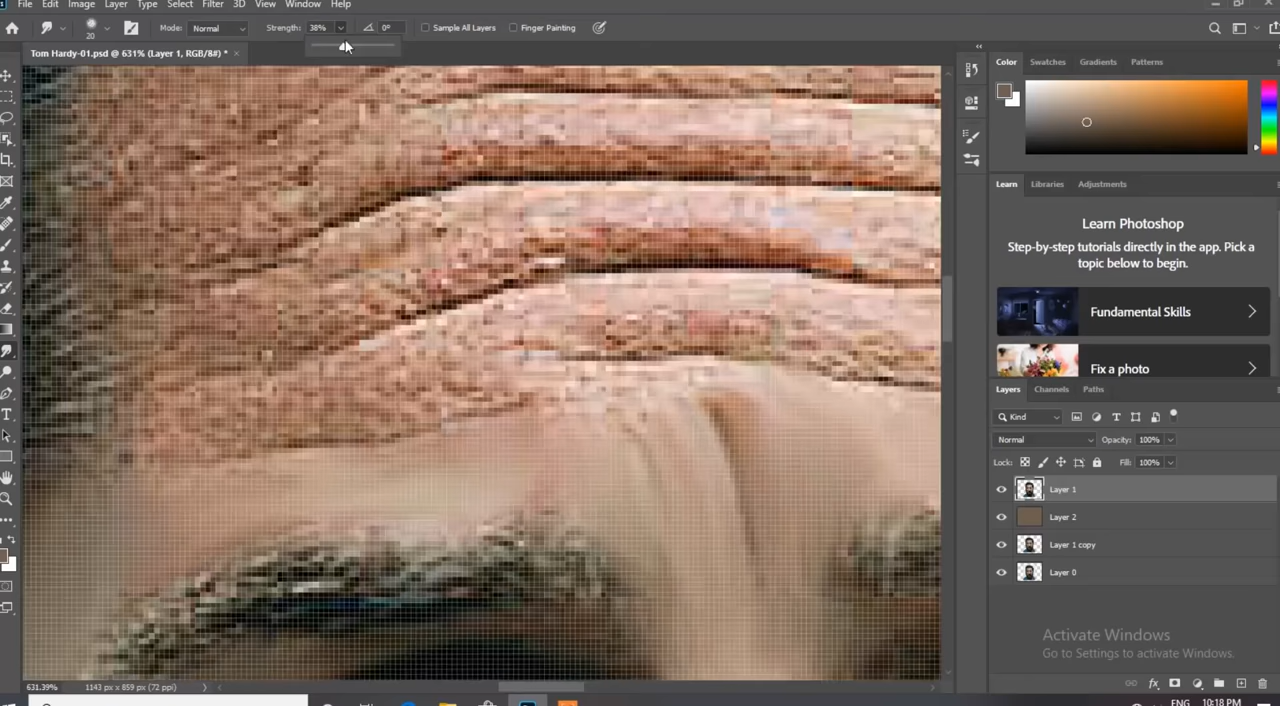 File Edit Image Layer Type Select Filter 3D View Window Help
20 Mode: Normal Strength: 38% 0° Sample All Layers Finger Painting
Tom Hardy-01.psd @ 631% (Layer 1, RGB/8#) * ×
Color Swatches Gradients Patterns
Learn Libraries Adjustments
Learn Photoshop
Step-by-step tutorials directly in the app. Pick a
topic below to begin.
Fundamental Skills
Fix a photo
Layers Channels Paths
Kind
Normal Opacity: 100%
Lock: Fill: 100%
Layer 1
Layer 2
Layer 1 copy
Layer 0
Activate Windows
Go to Settings to activate Windows.
631.39% 1143 px x 859 px (72 ppi)
ENG 10:18 PM